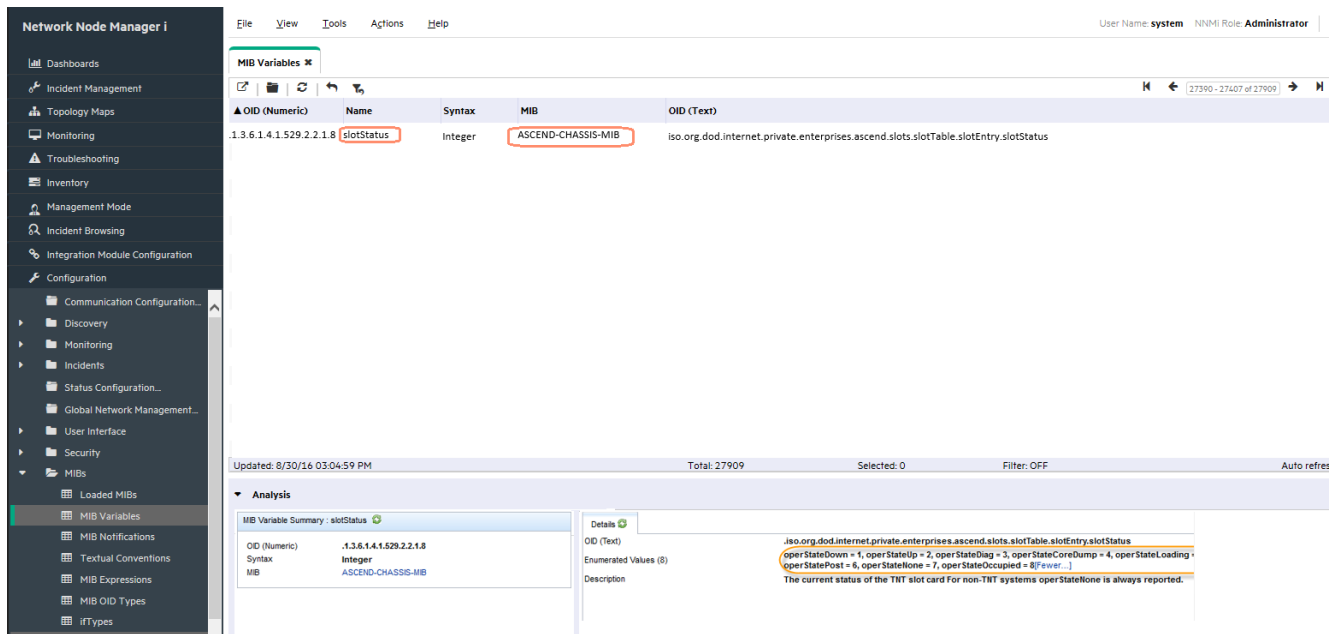 Network Node Manager i
File View Tools Actions Help
User Name: system NNMi Role: Administrator
Dashboards
Incident Management
Topology Maps
Monitoring
Troubleshooting
Inventory
Management Mode
Incident Browsing
Integration Module Configuration
Configuration
Communication Configuration...
Discovery
Monitoring
Incidents
Status Configuration...
Global Network Management...
User Interface
Security
MIBs
Loaded MIBs
MIB Variables
MIB Notifications
Textual Conventions
MIB Expressions
MIB OID Types
ifTypes
MIB Variables
27390 - 27407 of 27909
OID (Numeric) Name Syntax MIB OID (Text)
.1.3.6.1.4.1.529.2.2.1.8 slotStatus Integer ASCEND-CHASSIS-MIB iso.org.dod.internet.private.enterprises.ascend.slots.slotTable.slotEntry.slotStatus
Updated: 8/30/16 03:04:59 PM Total: 27909 Selected: 0 Filter: OFF Auto refres
Analysis
MIB Variable Summary : slotStatus
OID (Numeric) .1.3.6.1.4.1.529.2.2.1.8
Syntax Integer
MIB ASCEND-CHASSIS-MIB
Details
OID (Text) .iso.org.dod.internet.private.enterprises.ascend.slots.slotTable.slotEntry.slotStatus
Enumerated Values (8) operStateDown = 1, operStateUp = 2, operStateDiag = 3, operStateCoreDump = 4, operStateLoading =
operStatePost = 6, operStateNone = 7, operStateOccupied = 8[Fewer...]
Description The current status of the TNT slot card For non-TNT systems operStateNone is always reported.